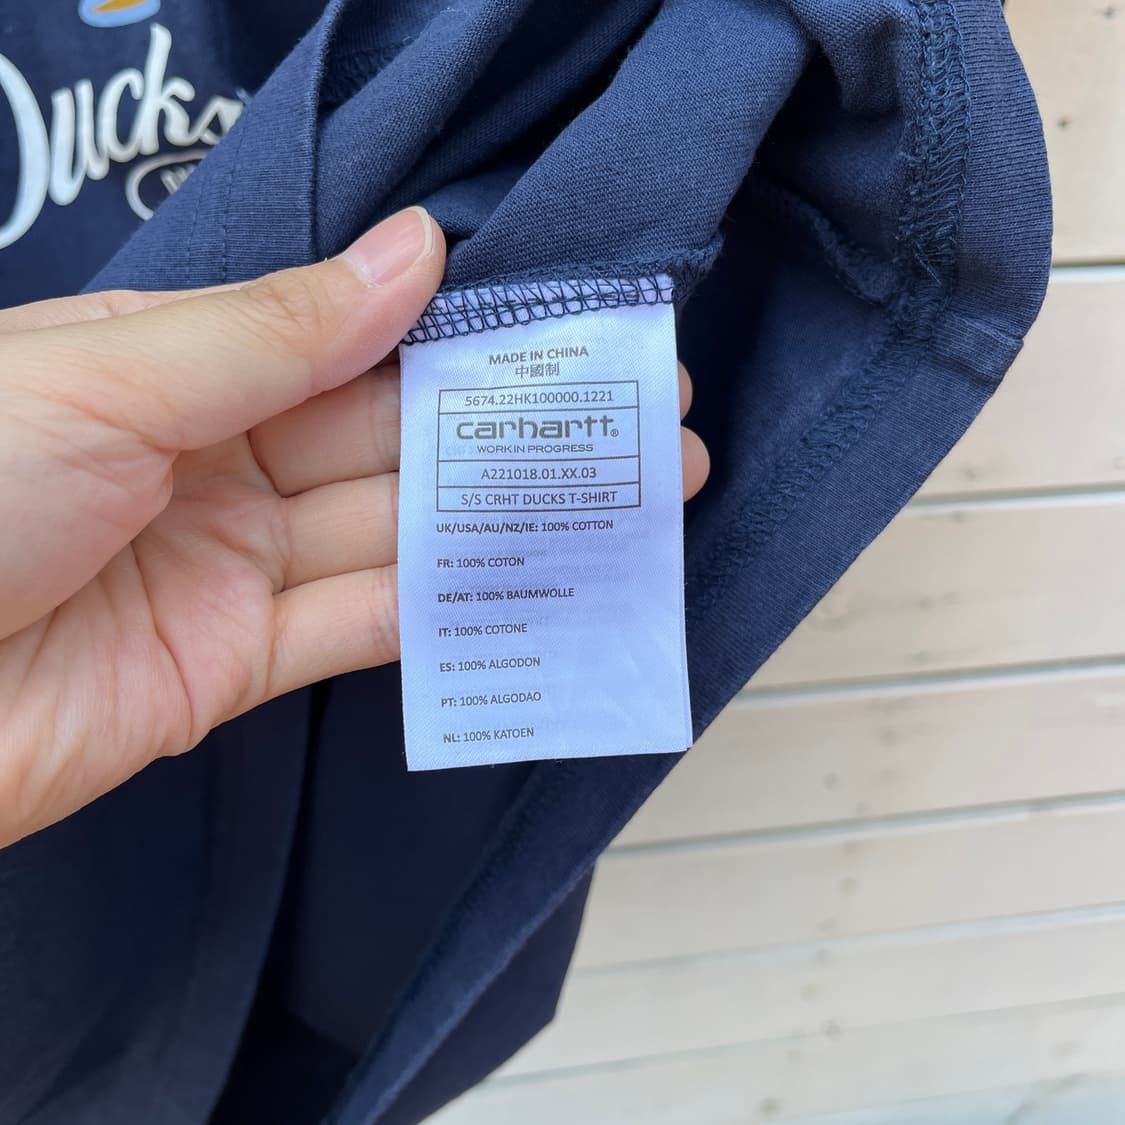 Ducks
MADE IN CHINA
中國制
5674.22HK100000.1221
carhartt®
WORK IN PROGRESS
A221018.01.XX.03
S/S CRHT DUCKS T-SHIRT
UK/USA/AU/NZ/IE: 100% COTTON
FR: 100% COTON
DE/AT: 100% BAUMWOLLE
IT: 100% COTONE
ES: 100% ALGODON
PT: 100% ALGODAO
NL: 100% KATOEN